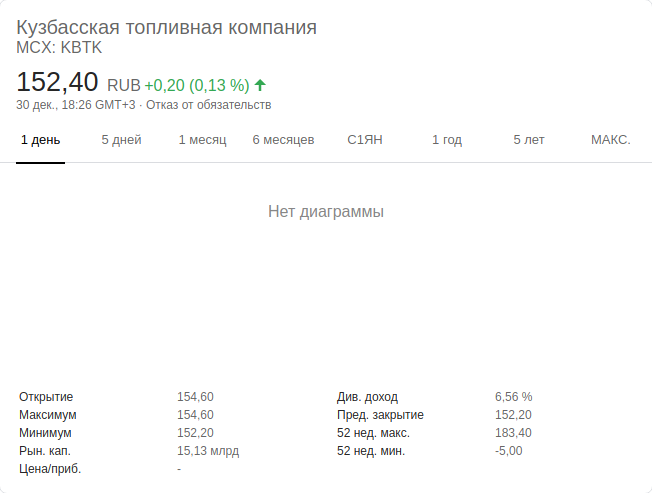 Кузбасская топливная компания
MCX: KBTK
152,40 RUB +0,20 (0,13 %)
30 дек., 18:26 GMT+3 · Отказ от обязательств
1 день 5 дней 1 месяц 6 месяцев С1ЯН 1 год 5 лет МАКС.
Нет диаграммы
Открытие 154,60 Див. доход 6,56 %
Максимум 154,60 Пред. закрытие 152,20
Минимум 152,20 52 нед. макс. 183,40
Рын. кап. 15,13 млрд 52 нед. мин. -5,00
Цена/приб. -